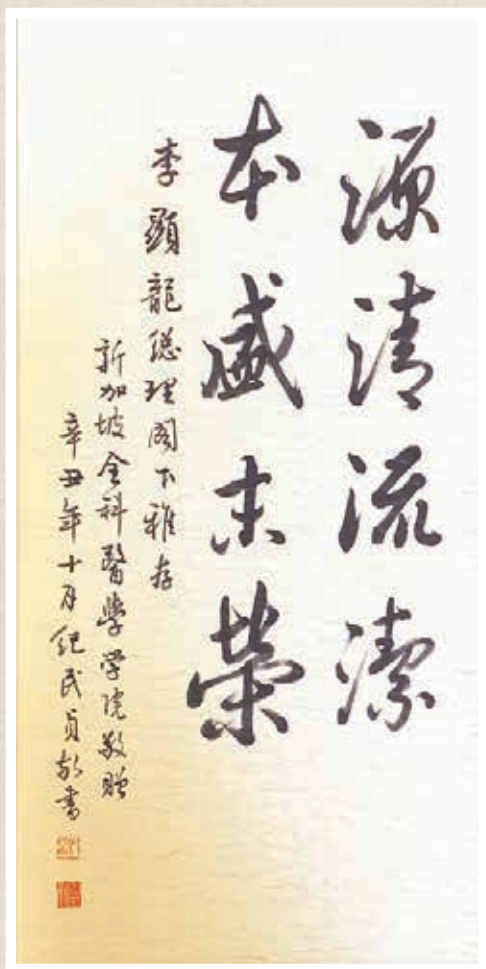 源清流潔
本盛末榮
李顯龍總理閣下雅存
新加坡全科醫學学院敬贈
辛丑年十月紀民貞敬書